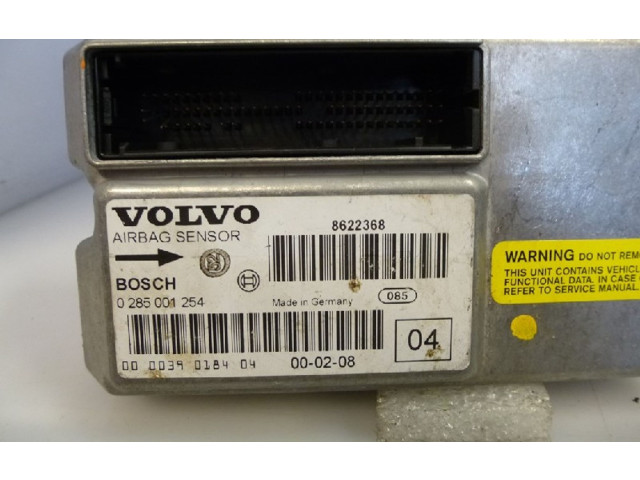 VOLVO
AIRBAG SENSOR
8622368
BOSCH
0 285 001 254
Made in Germany
085
04
00 0039 0184 04
00-02-08
WARNING DO NOT REM
THIS UNIT CONTAINS VEHIC
FUNCTIONAL DATA. IN CASE
REFER TO SERVICE MANUAL